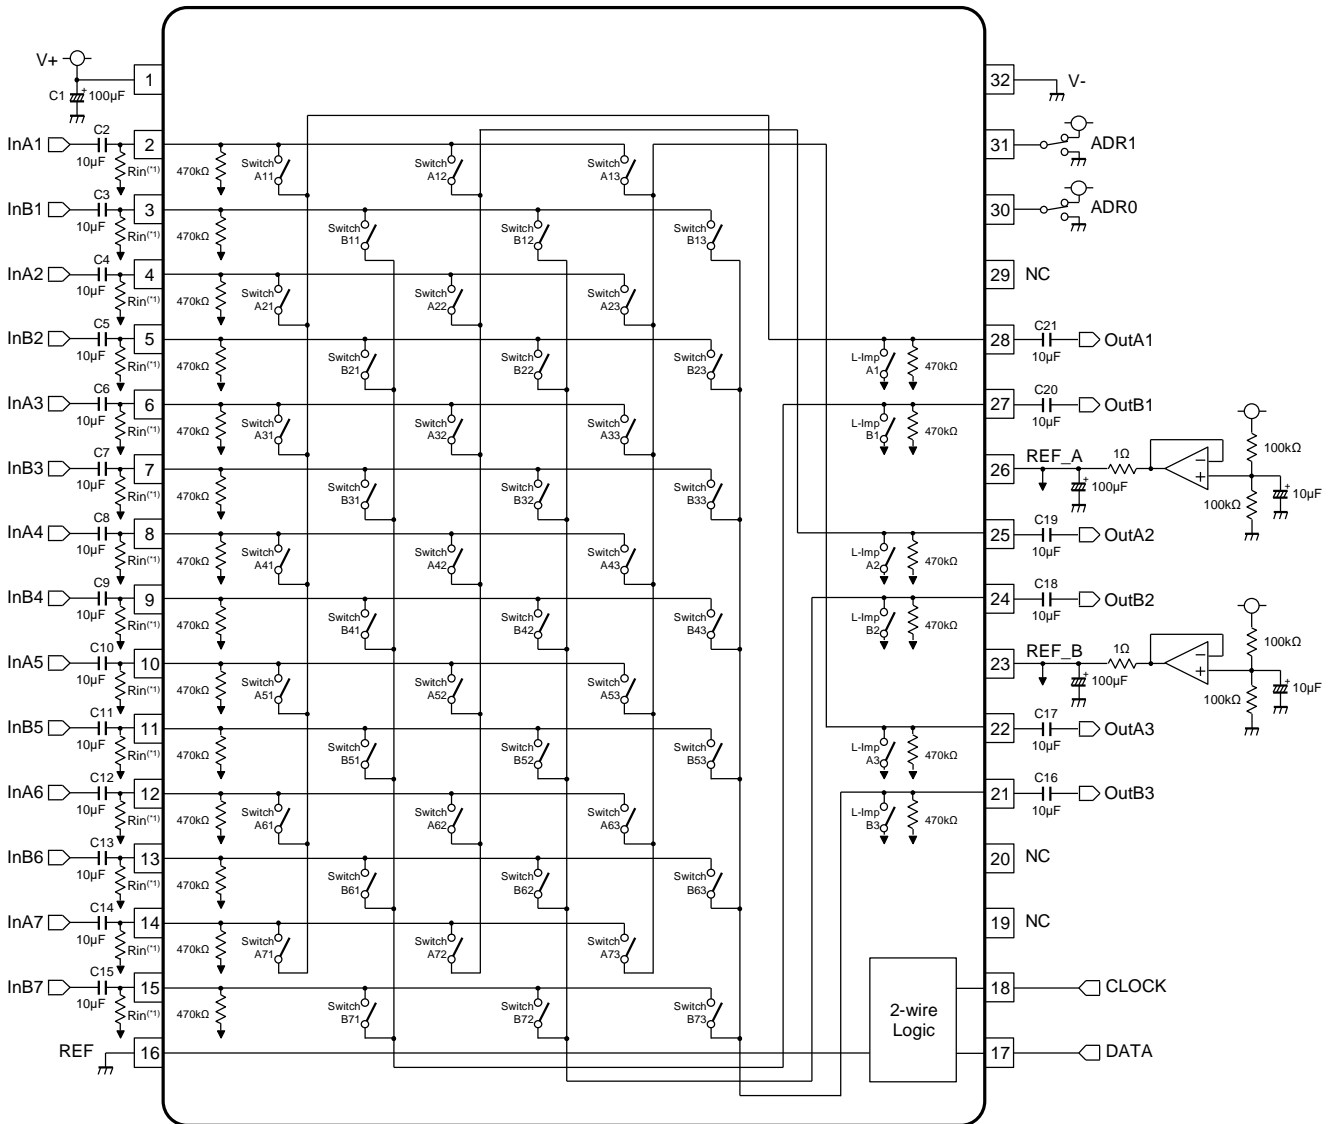 V+
C1
+
100µF
1
InA1
C2
10µF
Rin(*1)
2
470kΩ
Switch
A11
Switch
A12
Switch
A13
InB1
C3
10µF
Rin(*1)
3
470kΩ
Switch
B11
Switch
B12
Switch
B13
InA2
C4
10µF
Rin(*1)
4
470kΩ
Switch
A21
Switch
A22
Switch
A23
InB2
C5
10µF
Rin(*1)
5
470kΩ
Switch
B21
Switch
B22
Switch
B23
InA3
C6
10µF
Rin(*1)
6
470kΩ
Switch
A31
Switch
A32
Switch
A33
InB3
C7
10µF
Rin(*1)
7
470kΩ
Switch
B31
Switch
B32
Switch
B33
InA4
C8
10µF
Rin(*1)
8
470kΩ
Switch
A41
Switch
A42
Switch
A43
InB4
C9
10µF
Rin(*1)
9
470kΩ
Switch
B41
Switch
B42
Switch
B43
InA5
C10
10µF
Rin(*1)
10
470kΩ
Switch
A51
Switch
A52
Switch
A53
InB5
C11
10µF
Rin(*1)
11
470kΩ
Switch
B51
Switch
B52
Switch
B53
InA6
C12
10µF
Rin(*1)
12
470kΩ
Switch
A61
Switch
A62
Switch
A63
InB6
C13
10µF
Rin(*1)
13
470kΩ
Switch
B61
Switch
B62
Switch
B63
InA7
C14
10µF
Rin(*1)
14
470kΩ
Switch
A71
Switch
A72
Switch
A73
InB7
C15
10µF
Rin(*1)
15
470kΩ
Switch
B71
Switch
B72
Switch
B73
REF
16
32
V-
31
ADR1
30
ADR0
29
NC
L-Imp
A1
470kΩ
28
C21
10µF
OutA1
L-Imp
B1
470kΩ
27
C20
10µF
OutB1
26
REF_A
+
100µF
1Ω
−
+
100kΩ
100kΩ
+
10µF
L-Imp
A2
470kΩ
25
C19
10µF
OutA2
L-Imp
B2
470kΩ
24
C18
10µF
OutB2
23
REF_B
+
100µF
1Ω
−
+
100kΩ
100kΩ
+
10µF
L-Imp
A3
470kΩ
22
C17
10µF
OutA3
L-Imp
B3
470kΩ
21
C16
10µF
OutB3
20
NC
19
NC
2-wire
Logic
18
CLOCK
17
DATA